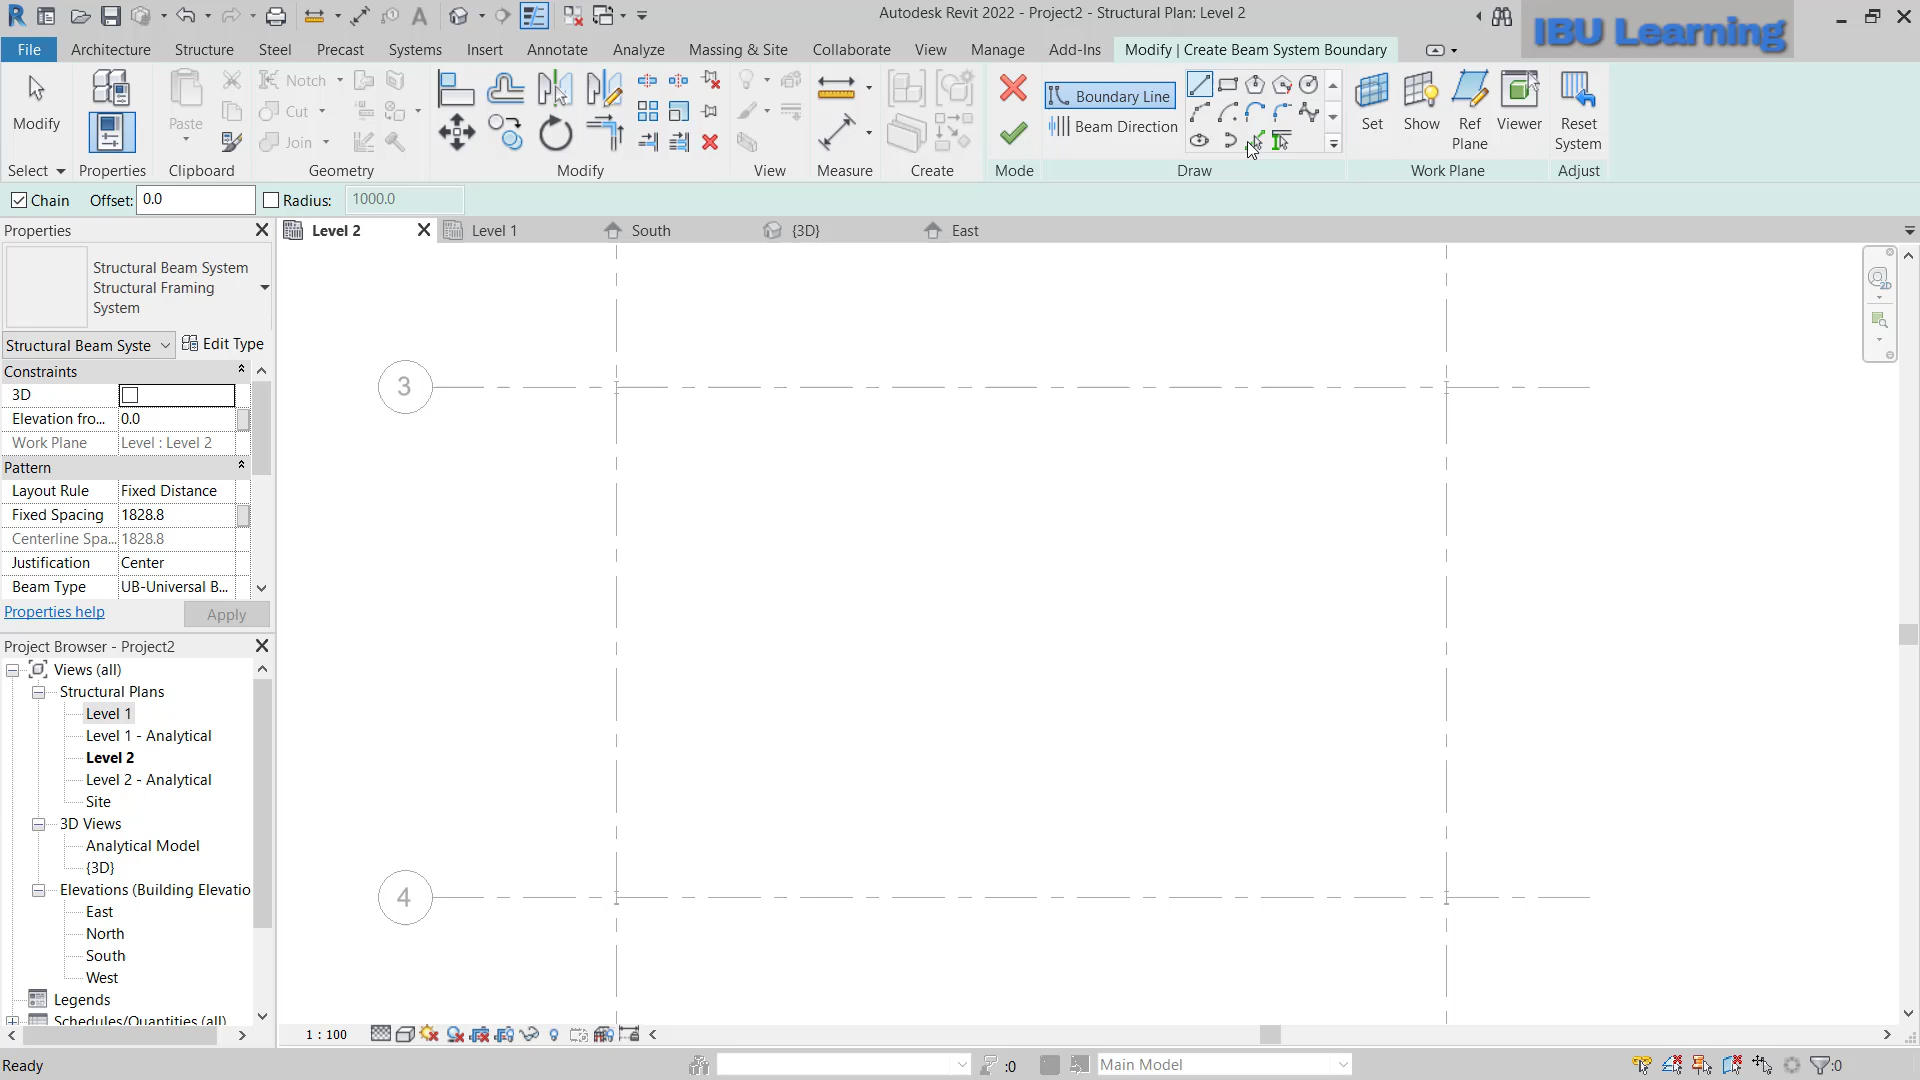 Autodesk Revit 2022 - Project2 - Structural Plan: Level 2
IBU Learning
File Architecture Structure Steel Precast Systems Insert Annotate Analyze Massing & Site Collaborate View Manage Add-Ins Modify | Create Beam System Boundary
Modify
Paste
Notch
Cut
Join
Boundary Line
Beam Direction
Set
Show
Ref
Plane
Viewer
Reset
System
Select Properties Clipboard Geometry Modify View Measure Create Mode Draw Work Plane Adjust
Chain Offset: 0.0 Radius: 1000.0
Properties
Level 2 Level 1 South {3D} East
Structural Beam System
Structural Framing
System
Structural Beam Syste Edit Type
Constraints
3D
Elevation fro... 0.0
Work Plane Level : Level 2
Pattern
Layout Rule Fixed Distance
Fixed Spacing 1828.8
Centerline Spa... 1828.8
Justification Center
Beam Type UB-Universal B...
Properties help Apply
Project Browser - Project2
Views (all)
Structural Plans
Level 1
Level 1 - Analytical
Level 2
Level 2 - Analytical
Site
3D Views
Analytical Model
{3D}
Elevations (Building Elevatio
East
North
South
West
Legends
Schedules/Quantities (all)
3
4
2D
1 : 100
Ready
:0
Main Model
:0